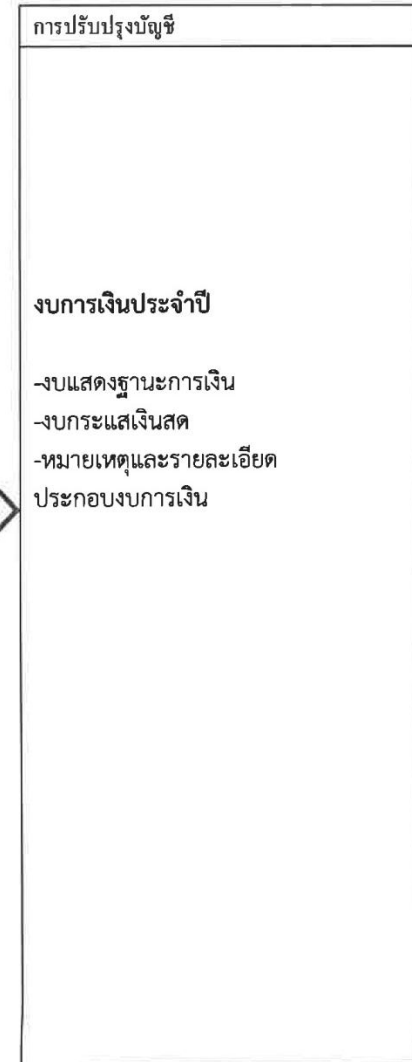 การปรับปรุงบัญชี
งบการเงินประจำปี
-งบแสดงฐานะการเงิน
-งบกระแสเงินสด
-หมายเหตุและรายละเอียด
ประกอบงบการเงิน